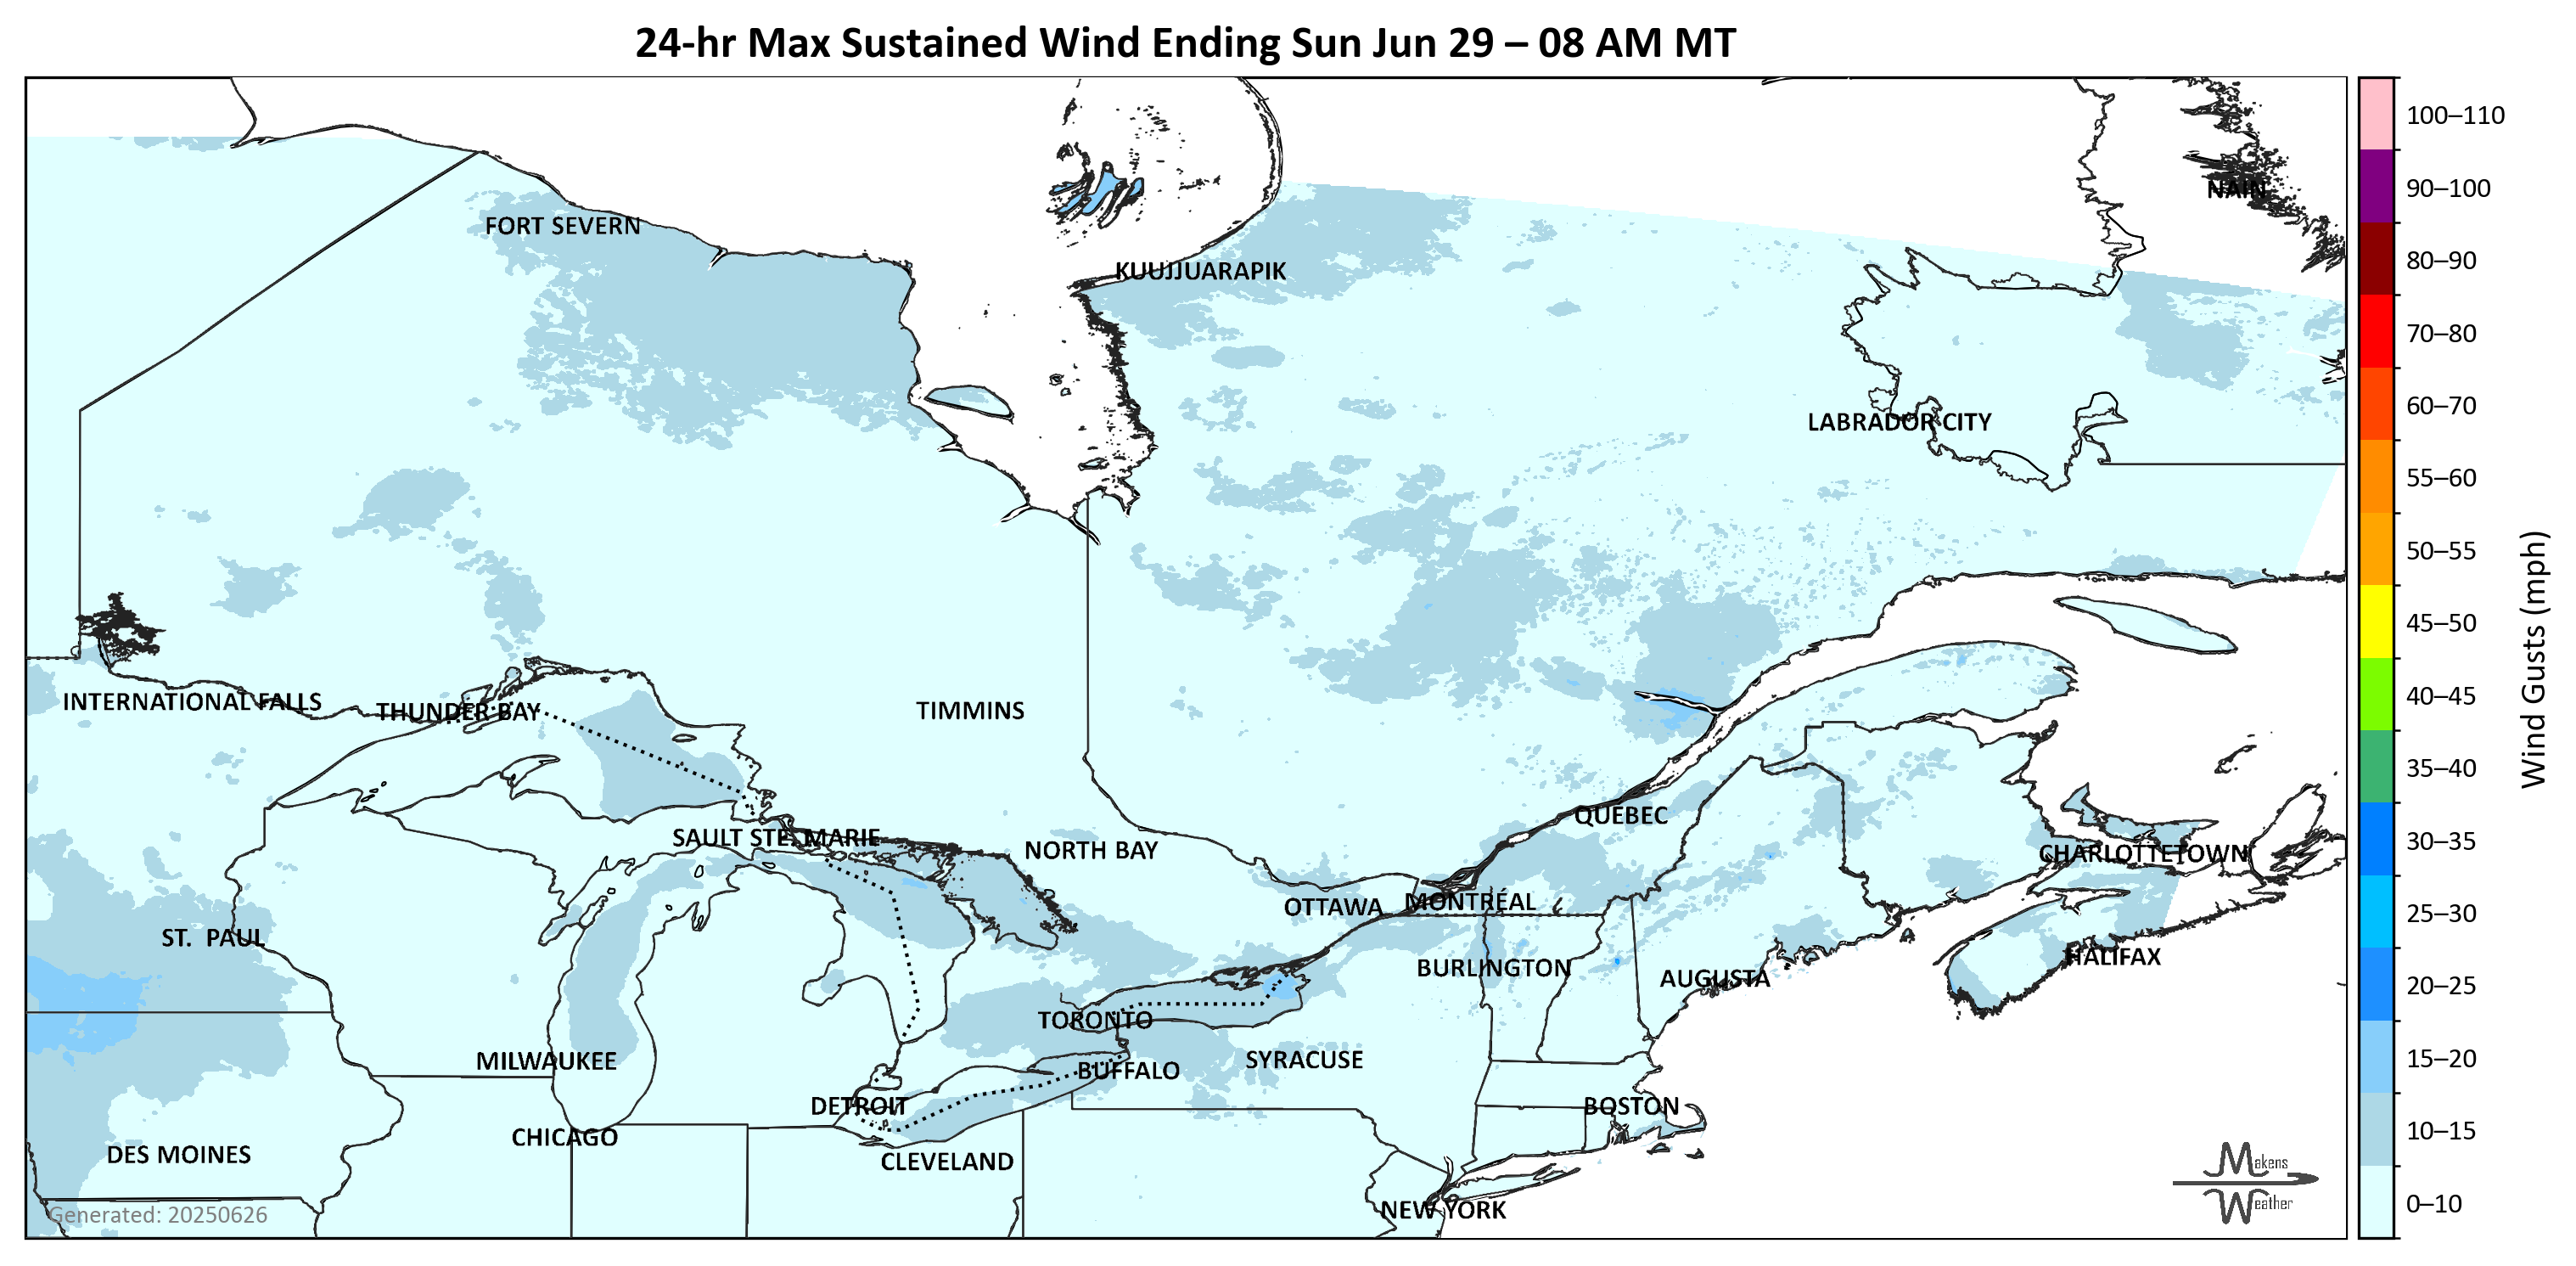 24-hr Max Sustained Wind Ending Sun Jun 29 – 08 AM MT
100–110
90–100
80–90
70–80
60–70
55–60
50–55
45–50
40–45
35–40
30–35
25–30
20–25
15–20
10–15
0–10
Wind Gusts (mph)
NAIN
FORT SEVERN
KUUJJUARAPIK
LABRADOR CITY
INTERNATIONAL FALLS
THUNDER BAY
TIMMINS
QUÉBEC
SAULT STE. MARIE
NORTH BAY
CHARLOTTETOWN
OTTAWA
MONTRÉAL
ST. PAUL
HALIFAX
BURLINGTON
AUGUSTA
TORONTO
MILWAUKEE
SYRACUSE
BUFFALO
DETROIT
BOSTON
CHICAGO
DES MOINES
CLEVELAND
NEW YORK
Makens
Weather
Generated: 20250626